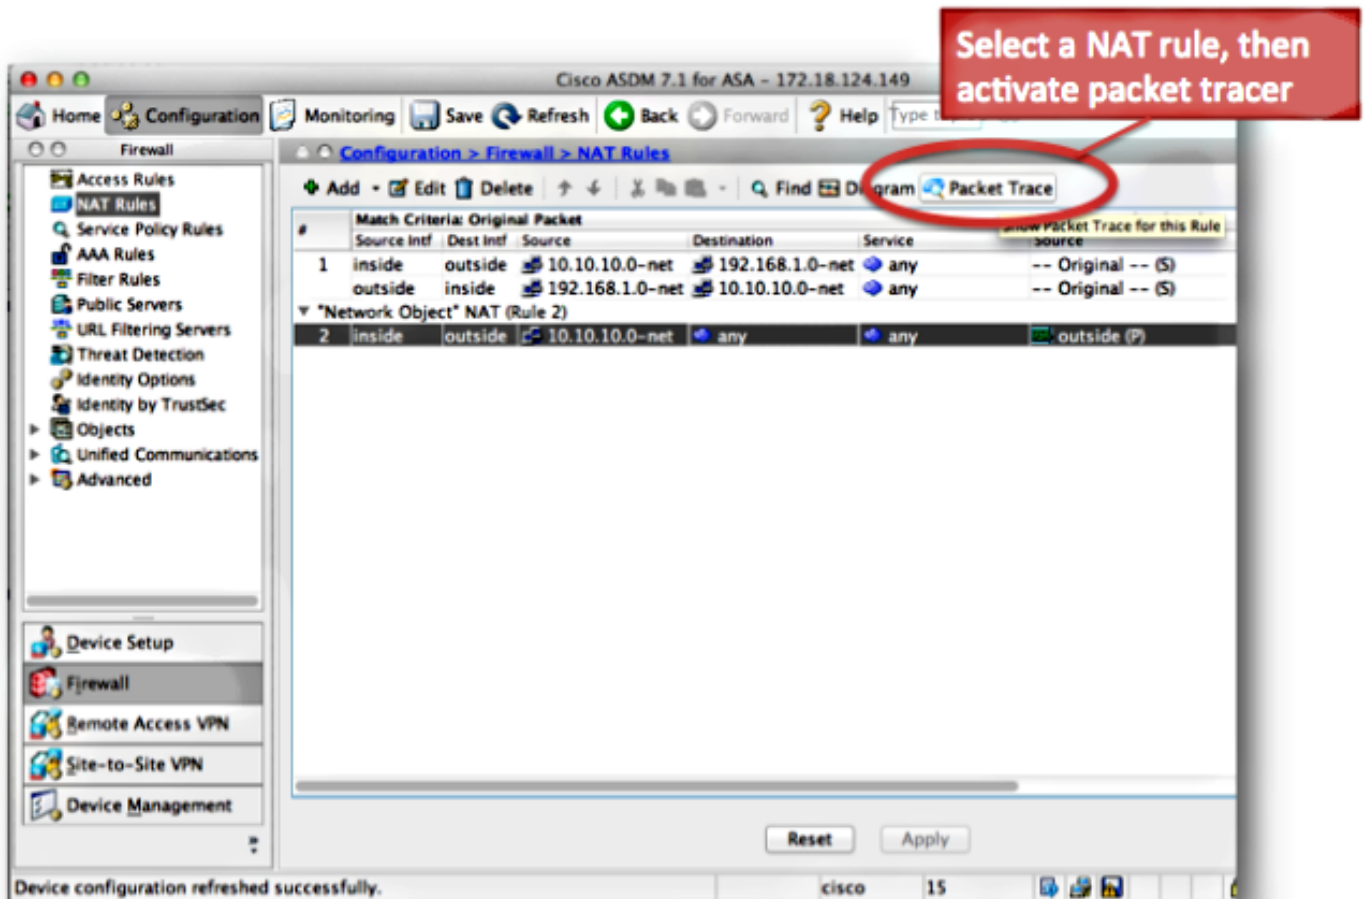 Select a NAT rule, then
activate packet tracer
Cisco ASDM 7.1 for ASA - 172.18.124.149
Home Configuration Monitoring Save Refresh Back Forward Help
Firewall
Access Rules
NAT Rules
Service Policy Rules
AAA Rules
Filter Rules
Public Servers
URL Filtering Servers
Threat Detection
Identity Options
Identity by TrustSec
Objects
Unified Communications
Advanced
Device Setup
Firewall
Remote Access VPN
Site-to-Site VPN
Device Management
Configuration > Firewall > NAT Rules
Add Edit Delete Find Diagram Packet Trace
Show Packet Trace for this Rule
Match Criteria: Original Packet
# Source Intf Dest Intf Source Destination Service Source
1 inside outside 10.10.10.0-net 192.168.1.0-net any -- Original -- (S)
outside inside 192.168.1.0-net 10.10.10.0-net any -- Original -- (S)
"Network Object" NAT (Rule 2)
2 inside outside 10.10.10.0-net any any outside (P)
Reset Apply
Device configuration refreshed successfully. cisco 15